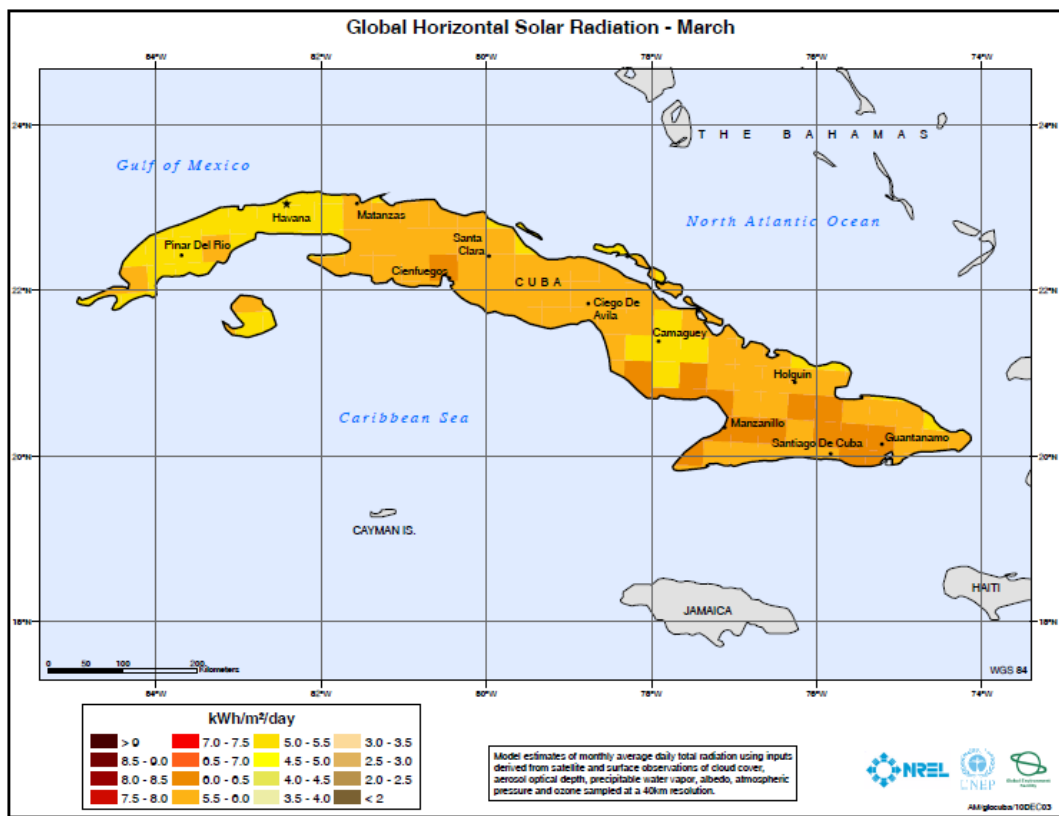 Global Horizontal Solar Radiation - March
84°W 82°W 80°W 78°W 76°W 74°W
24°N 24°N
THE BAHAMAS
Gulf of Mexico
North Atlantic Ocean
Havana
Matanzas
Pinar Del Rio
Santa
Clara
Cienfuegos
CUBA
22°N 22°N
Ciego De
Avila
Camaguey
Holguin
Caribbean Sea
Manzanillo
Santiago De Cuba
Guantanamo
20°N 20°N
CAYMAN IS.
JAMAICA
HAITI
18°N 18°N
0 50 100 200
Kilometers
WGS 84
84°W 82°W 80°W 78°W 76°W 74°W
kWh/m²/day
> 9 7.0 - 7.5 5.0 - 5.5 3.0 - 3.5
8.5 - 9.0 6.5 - 7.0 4.5 - 5.0 2.5 - 3.0
8.0 - 8.5 6.0 - 6.5 4.0 - 4.5 2.0 - 2.5
7.5 - 8.0 5.5 - 6.0 3.5 - 4.0 < 2
Model estimates of monthly average daily total radiation using inputs
derived from satellite and surface observations of cloud cover,
aerosol optical depth, precipitable water vapor, albedo, atmospheric
pressure and ozone sampled at a 40km resolution.
NREL
UNEP
Global Environment
Facility
AMiglocuba/10DEC03